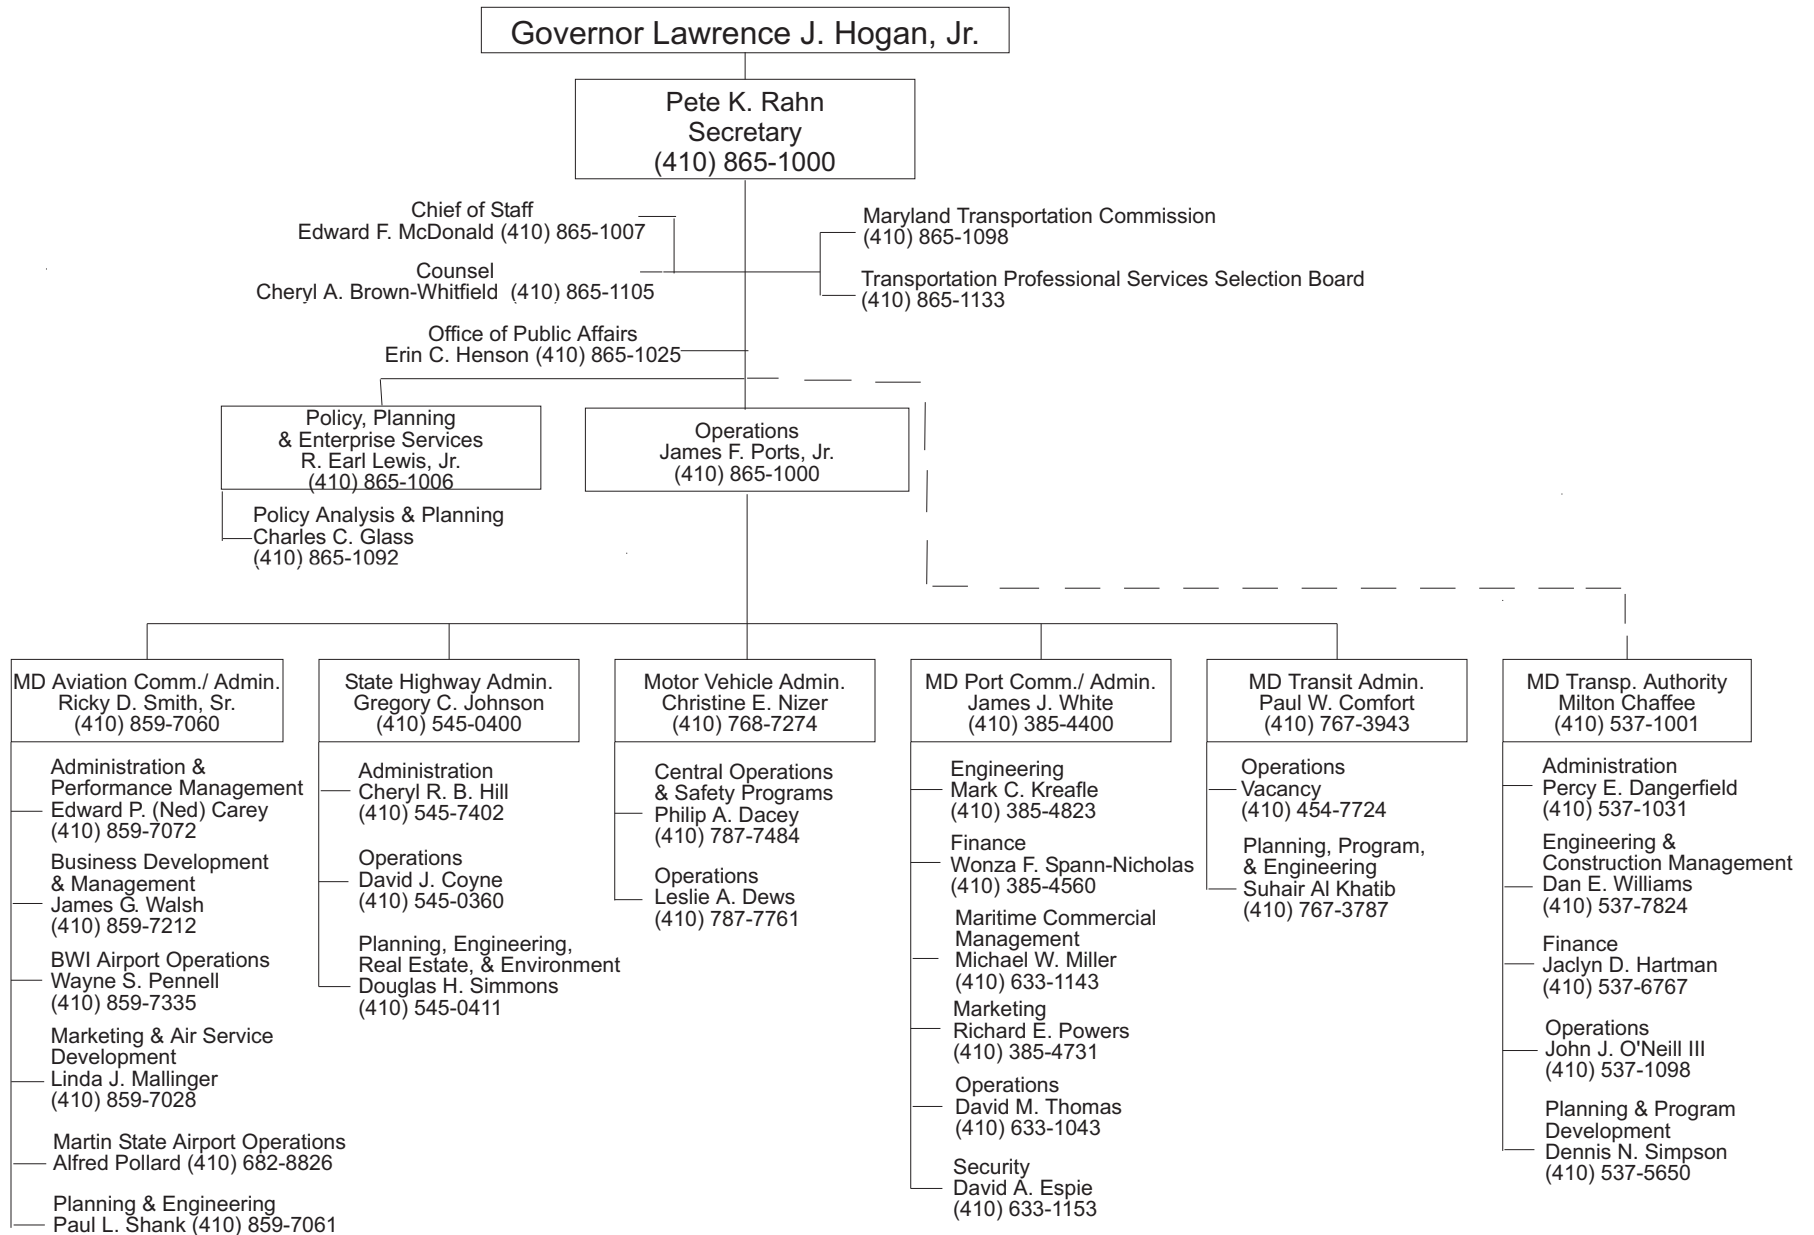 Governor Lawrence J. Hogan, Jr.
Pete K. Rahn
Secretary
(410) 865-1000
Chief of Staff
Edward F. McDonald (410) 865-1007
Counsel
Cheryl A. Brown-Whitfield (410) 865-1105
Office of Public Affairs
Erin C. Henson (410) 865-1025
Maryland Transportation Commission
(410) 865-1098
Transportation Professional Services Selection Board
(410) 865-1133
Policy, Planning
& Enterprise Services
R. Earl Lewis, Jr.
(410) 865-1006
Policy Analysis & Planning
Charles C. Glass
(410) 865-1092
Operations
James F. Ports, Jr.
(410) 865-1000
MD Aviation Comm./ Admin.
Ricky D. Smith, Sr.
(410) 859-7060
Administration &
Performance Management
Edward P. (Ned) Carey
(410) 859-7072
Business Development
& Management
James G. Walsh
(410) 859-7212
BWI Airport Operations
Wayne S. Pennell
(410) 859-7335
Marketing & Air Service
Development
Linda J. Mallinger
(410) 859-7028
Martin State Airport Operations
Alfred Pollard (410) 682-8826
Planning & Engineering
Paul L. Shank (410) 859-7061
State Highway Admin.
Gregory C. Johnson
(410) 545-0400
Administration
Cheryl R. B. Hill
(410) 545-7402
Operations
David J. Coyne
(410) 545-0360
Planning, Engineering,
Real Estate, & Environment
Douglas H. Simmons
(410) 545-0411
Motor Vehicle Admin.
Christine E. Nizer
(410) 768-7274
Central Operations
& Safety Programs
Philip A. Dacey
(410) 787-7484
Operations
Leslie A. Dews
(410) 787-7761
MD Port Comm./ Admin.
James J. White
(410) 385-4400
Engineering
Mark C. Kreafle
(410) 385-4823
Finance
Wonza F. Spann-Nicholas
(410) 385-4560
Maritime Commercial
Management
Michael W. Miller
(410) 633-1143
Marketing
Richard E. Powers
(410) 385-4731
Operations
David M. Thomas
(410) 633-1043
Security
David A. Espie
(410) 633-1153
MD Transit Admin.
Paul W. Comfort
(410) 767-3943
Operations
Vacancy
(410) 454-7724
Planning, Program,
& Engineering
Suhair Al Khatib
(410) 767-3787
MD Transp. Authority
Milton Chaffee
(410) 537-1001
Administration
Percy E. Dangerfield
(410) 537-1031
Engineering &
Construction Management
Dan E. Williams
(410) 537-7824
Finance
Jaclyn D. Hartman
(410) 537-6767
Operations
John J. O'Neill III
(410) 537-1098
Planning & Program
Development
Dennis N. Simpson
(410) 537-5650